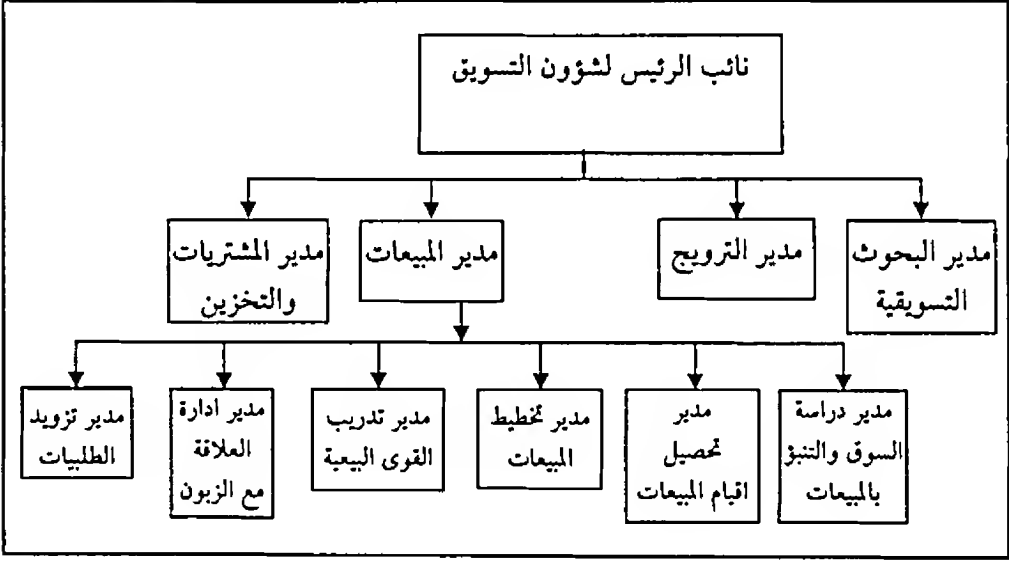 نائب الرئيس لشؤون التسويق
مدير البحوث
التسويقية
مدير الترويج
مدير المبيعات
مدير المشتريات
والتخزين
مدير دراسة
السوق والتنبؤ
بالمبيعات
مدير
تحصيل
اقيام المبيعات
مدير تخطيط
المبيعات
مدير تدريب
القوى البيعية
مدير ادارة
العلاقة
مع الزبون
مدير تزويد
الطلبيات